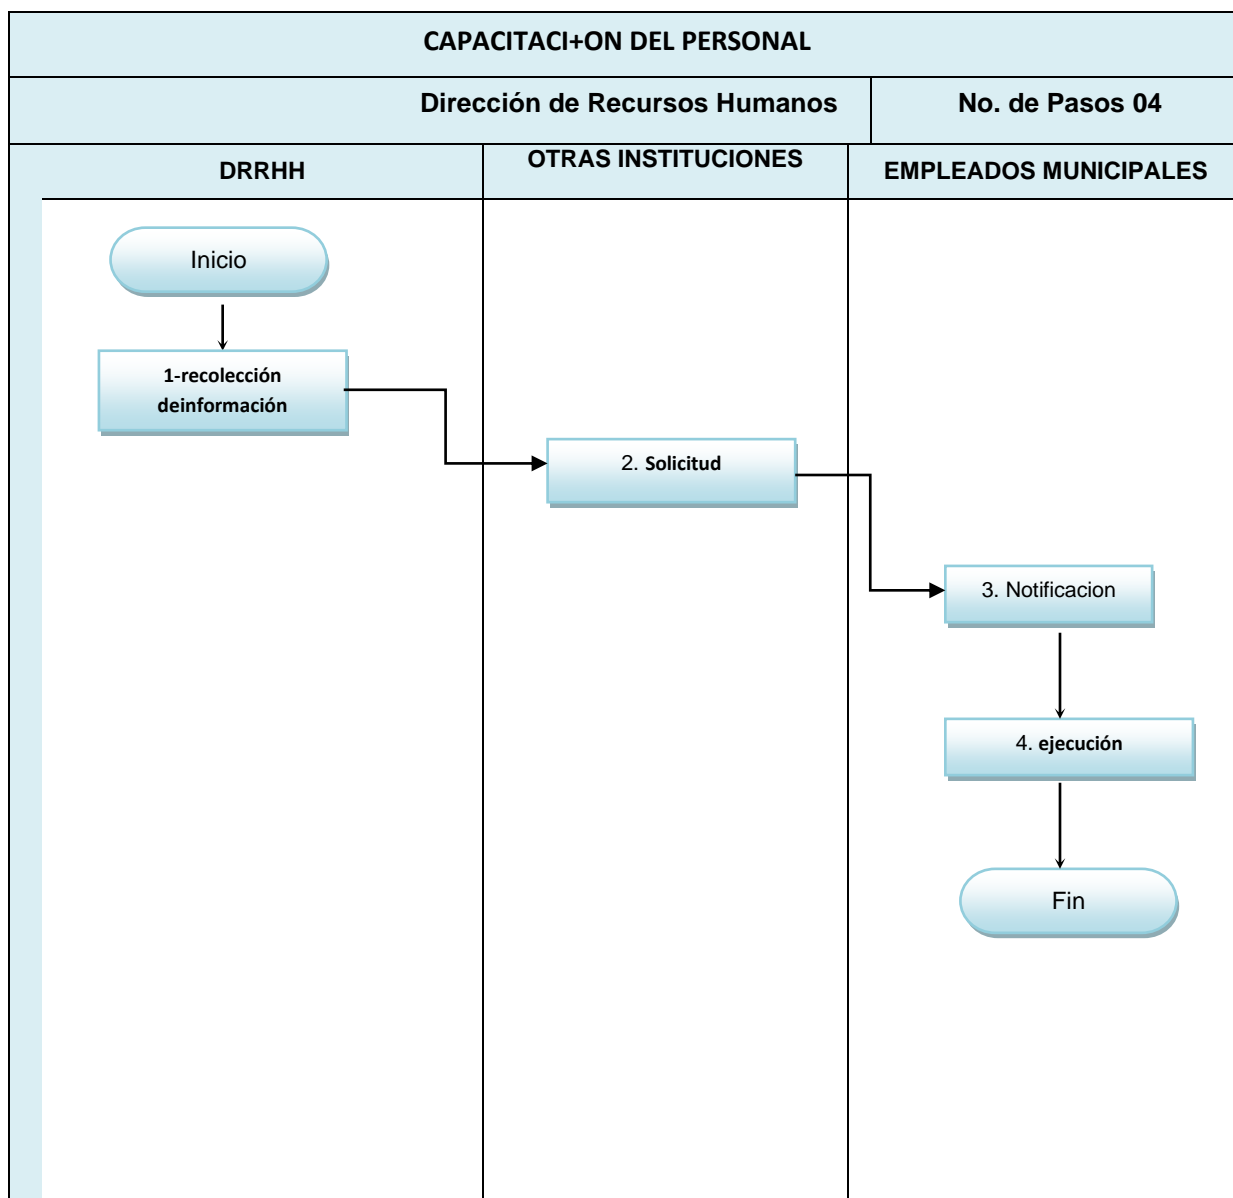 CAPACITACI+ON DEL PERSONAL
Dirección de Recursos Humanos
No. de Pasos 04
DRRHH
OTRAS INSTITUCIONES
EMPLEADOS MUNICIPALES
Inicio
1-recolección
deinformación
2. Solicitud
3. Notificacion
4. ejecución
Fin